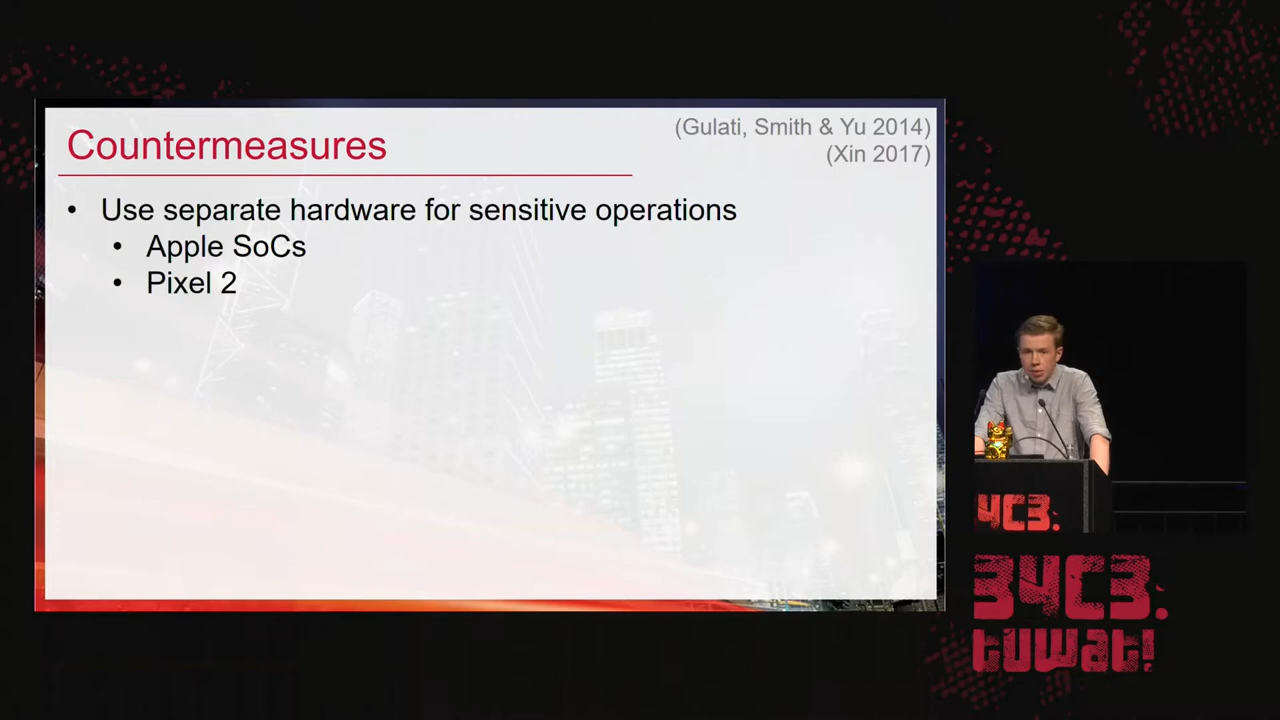 Countermeasures
(Gulati, Smith & Yu 2014)
(Xin 2017)
• Use separate hardware for sensitive operations
• Apple SoCs
• Pixel 2
34C3.
34C3.
tuwat!